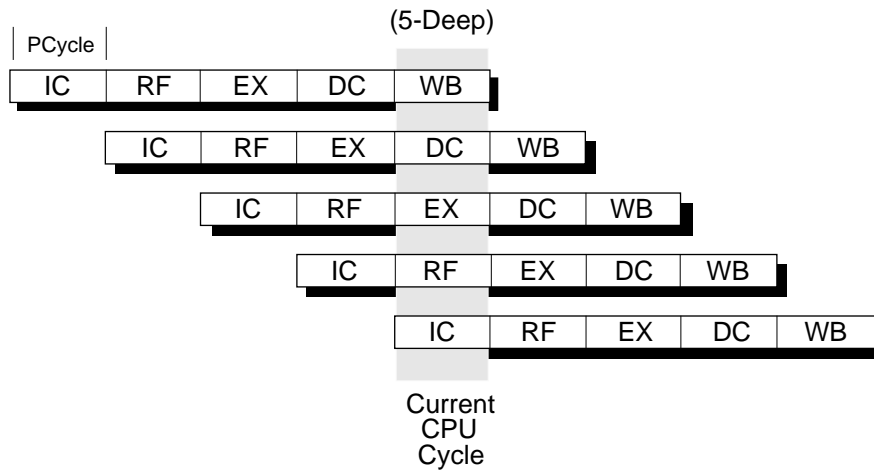 (5-Deep)
PCycle
IC RF EX DC WB
IC RF EX DC WB
IC RF EX DC WB
IC RF EX DC WB
IC RF EX DC WB
Current
CPU
Cycle